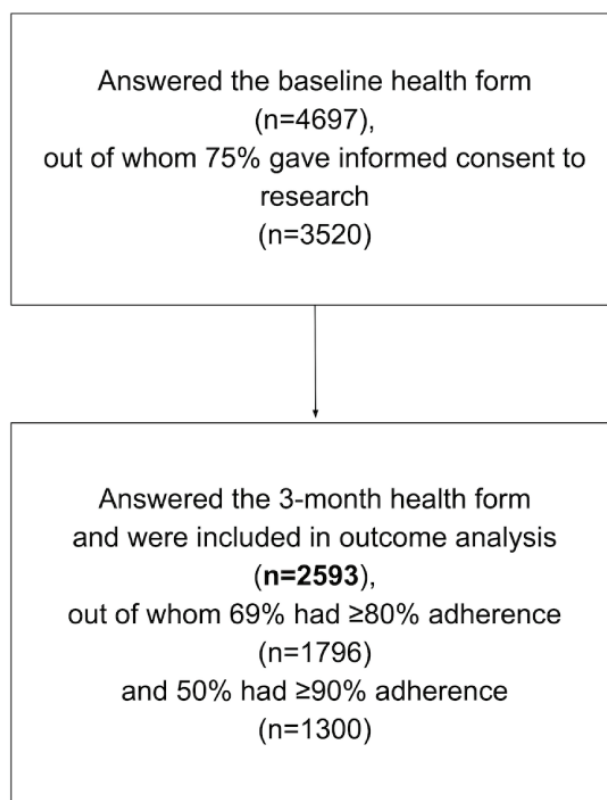 Answered the baseline health form
(n=4697),
out of whom 75% gave informed consent to
research
(n=3520)
Answered the 3-month health form
and were included in outcome analysis
(n=2593),
out of whom 69% had ≥80% adherence
(n=1796)
and 50% had ≥90% adherence
(n=1300)